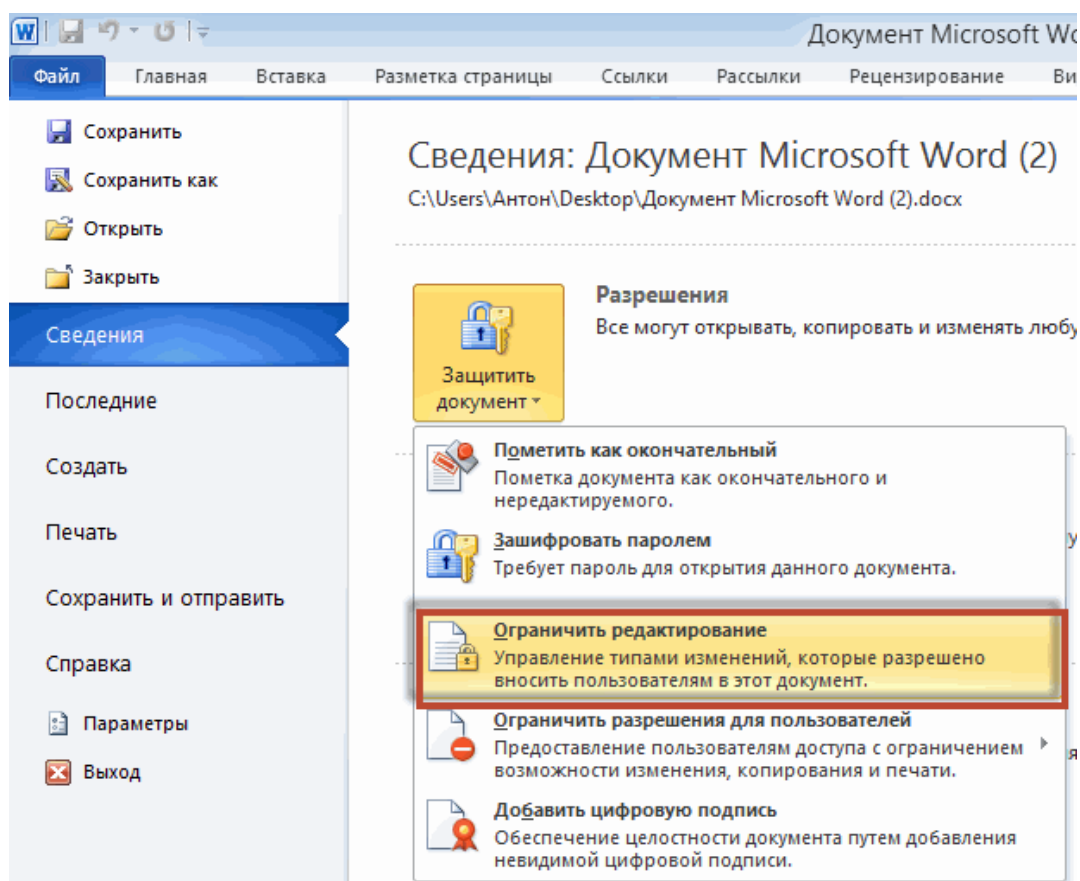 Документ Microsoft Wo
Файл Главная Вставка Разметка страницы Ссылки Рассылки Рецензирование Ви
Сохранить
Сохранить как
Открыть
Закрыть
Сведения
Последние
Создать
Печать
Сохранить и отправить
Справка
Параметры
Выход
Сведения: Документ Microsoft Word (2)
C:\Users\Антон\Desktop\Документ Microsoft Word (2).docx
Защитить
документ
Разрешения
Все могут открывать, копировать и изменять любу
Пометить как окончательный
Пометка документа как окончательного и
нередактируемого.
Зашифровать паролем
Требует пароль для открытия данного документа.
Ограничить редактирование
Управление типами изменений, которые разрешено
вносить пользователям в этот документ.
Ограничить разрешения для пользователей
Предоставление пользователям доступа с ограничением
возможности изменения, копирования и печати.
Добавить цифровую подпись
Обеспечение целостности документа путем добавления
невидимой цифровой подписи.